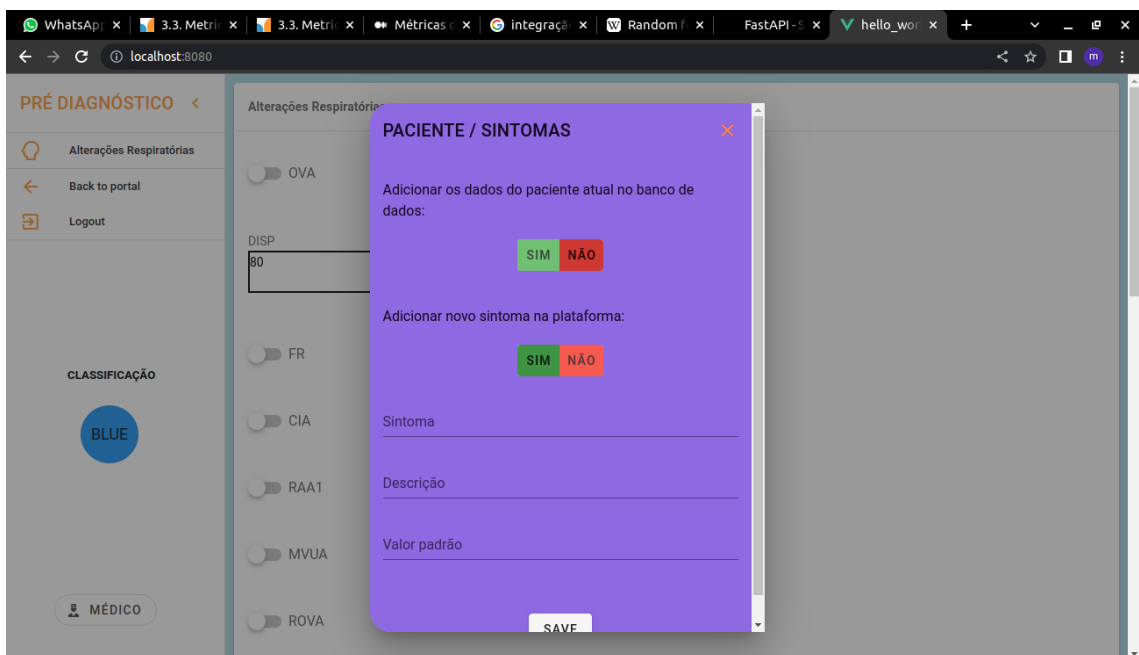 WhatsApp
3.3. Metric
3.3. Metric
Métricas d
integração
Random f
FastAPI - S
hello_wor
localhost:8080
m
PRÉ DIAGNÓSTICO
Alterações Respiratórias
Back to portal
Logout
CLASSIFICAÇÃO
BLUE
MÉDICO
Alterações Respiratórias
OVA
DISP
80
FR
CIA
RAA1
MVUA
ROVA
PACIENTE / SINTOMAS
Adicionar os dados do paciente atual no banco de
dados:
SIM NÃO
Adicionar novo sintoma na plataforma:
SIM NÃO
Sintoma
Descrição
Valor padrão
SAVE